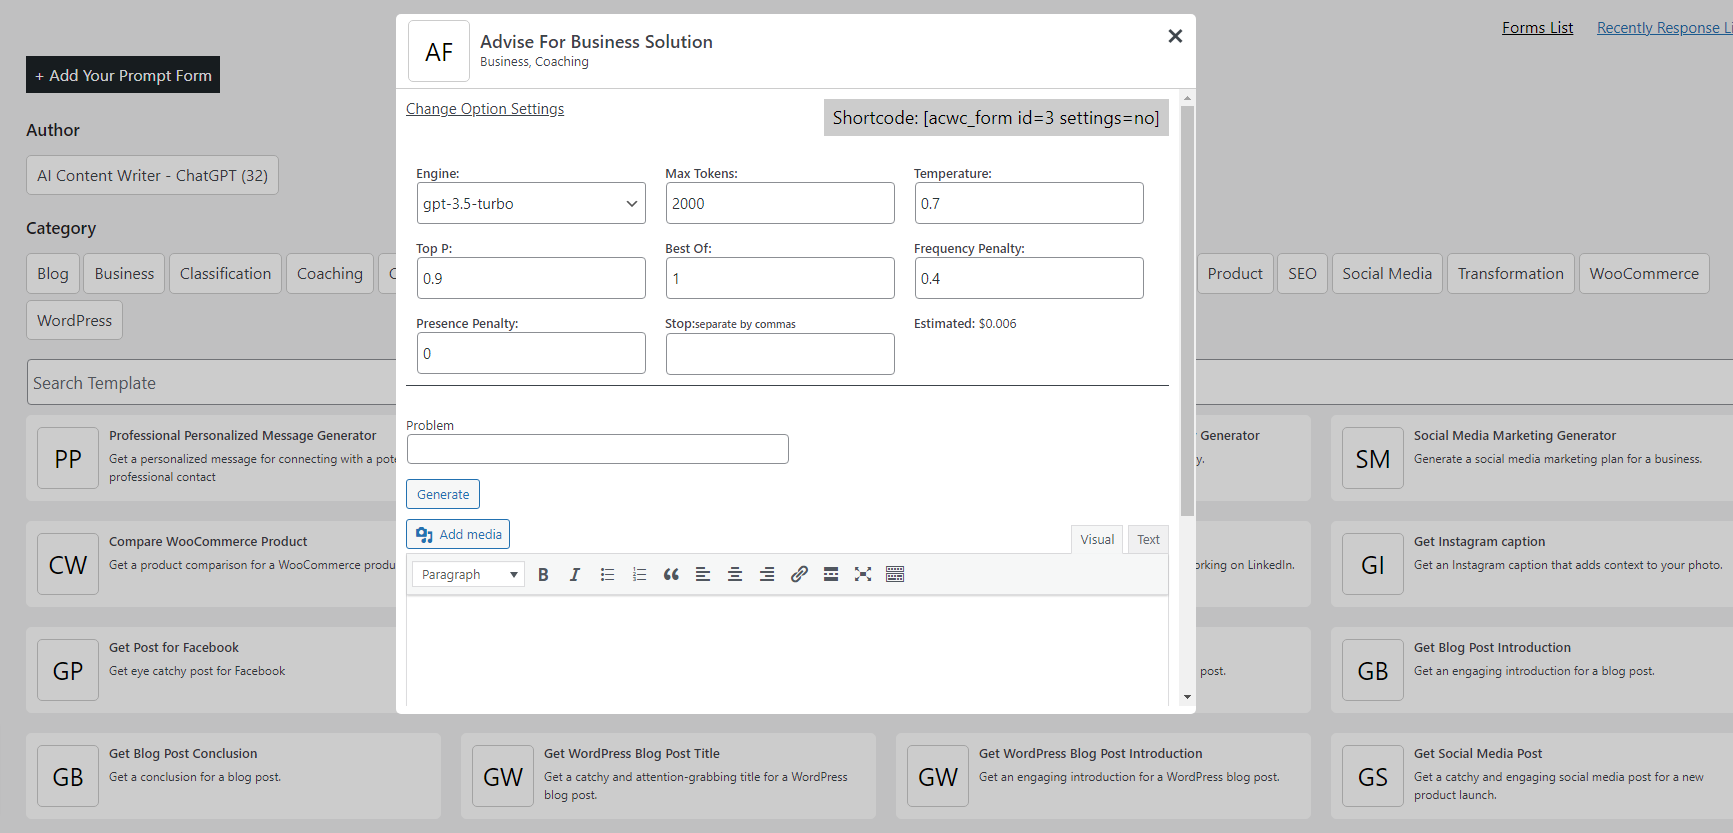 Forms List
Recently Response Li
+ Add Your Prompt Form
Author
AI Content Writer - ChatGPT (32)
Category
Blog
Business
Classification
Coaching
Product
SEO
Social Media
Transformation
WooCommerce
WordPress
Search Template
AF
Advise For Business Solution
Business, Coaching
Change Option Settings
Shortcode: [acwc_form id=3 settings=no]
Engine:
Max Tokens:
Temperature:
gpt-3.5-turbo
2000
0.7
Top P:
Best Of:
Frequency Penalty:
0.9
1
0.4
Presence Penalty:
Stop:separate by commas
Estimated: $0.006
0
Problem
Generate
Add media
Visual
Text
Paragraph
B
I
PP
Professional Personalized Message Generator
Get a personalized message for connecting with a pote
professional contact
Generator
y.
SM
Social Media Marketing Generator
Generate a social media marketing plan for a business.
CW
Compare WooCommerce Product
Get a product comparison for a WooCommerce produ
orking on LinkedIn.
GI
Get Instagram caption
Get an Instagram caption that adds context to your photo.
GP
Get Post for Facebook
Get eye catchy post for Facebook
post.
GB
Get Blog Post Introduction
Get an engaging introduction for a blog post.
GB
Get Blog Post Conclusion
Get a conclusion for a blog post.
GW
Get WordPress Blog Post Title
Get a catchy and attention-grabbing title for a WordPress
blog post.
GW
Get WordPress Blog Post Introduction
Get an engaging introduction for a WordPress blog post.
GS
Get Social Media Post
Get a catchy and engaging social media post for a new
product launch.